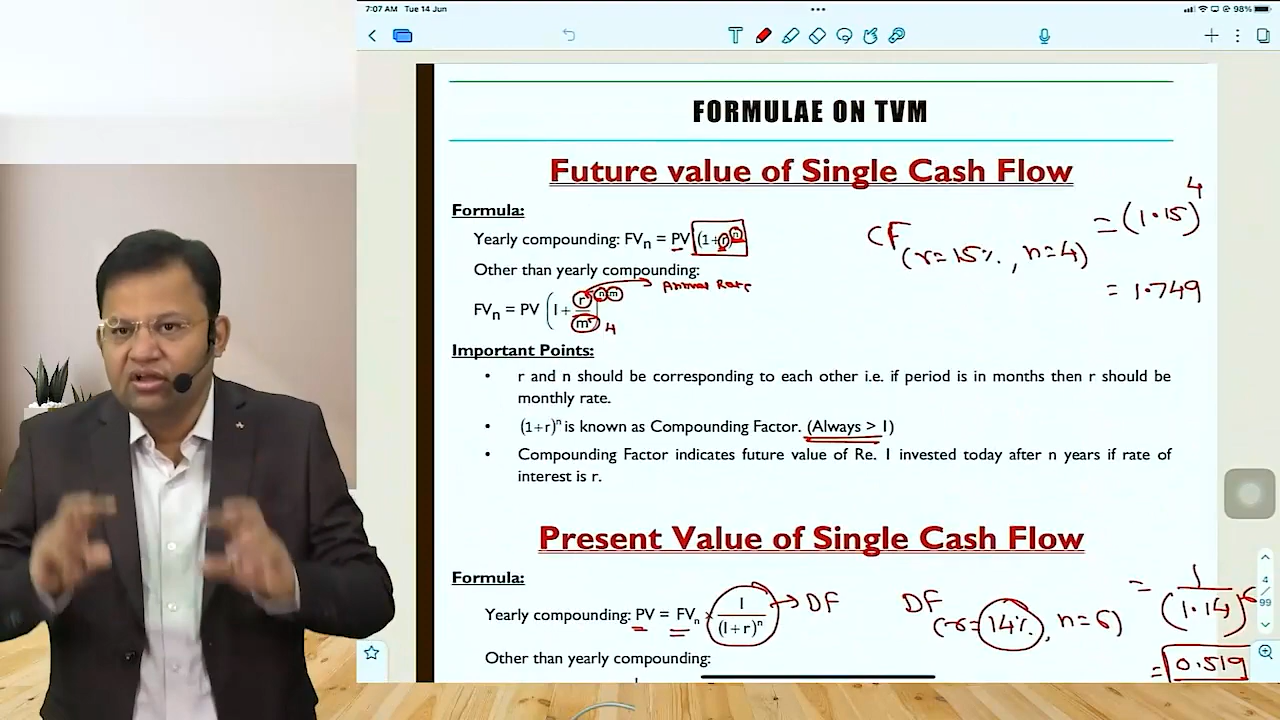 7:07 AM Tue 14 Jun
98%
FORMULAE ON TVM
Future value of Single Cash Flow
Formula:
Yearly compounding: FVn = PV (1+r)^n
Other than yearly compounding:
Annual Rate
FVn = PV (1 + r/m)^n m
4
CF (r=15%, n=4) = (1.15)^4
= 1.749
Important Points:
• r and n should be corresponding to each other i.e. if period is in months then r should be
monthly rate.
• (1+r)^n is known as Compounding Factor. (Always > 1)
• Compounding Factor indicates future value of Re. 1 invested today after n years if rate of
interest is r.
Present Value of Single Cash Flow
Formula:
Yearly compounding: PV = FVn × 1/(1+r)^n → DF
DF (r=14%, n=6) = 1/(1.14)^6
= 0.519
Other than yearly compounding:
4
/
99